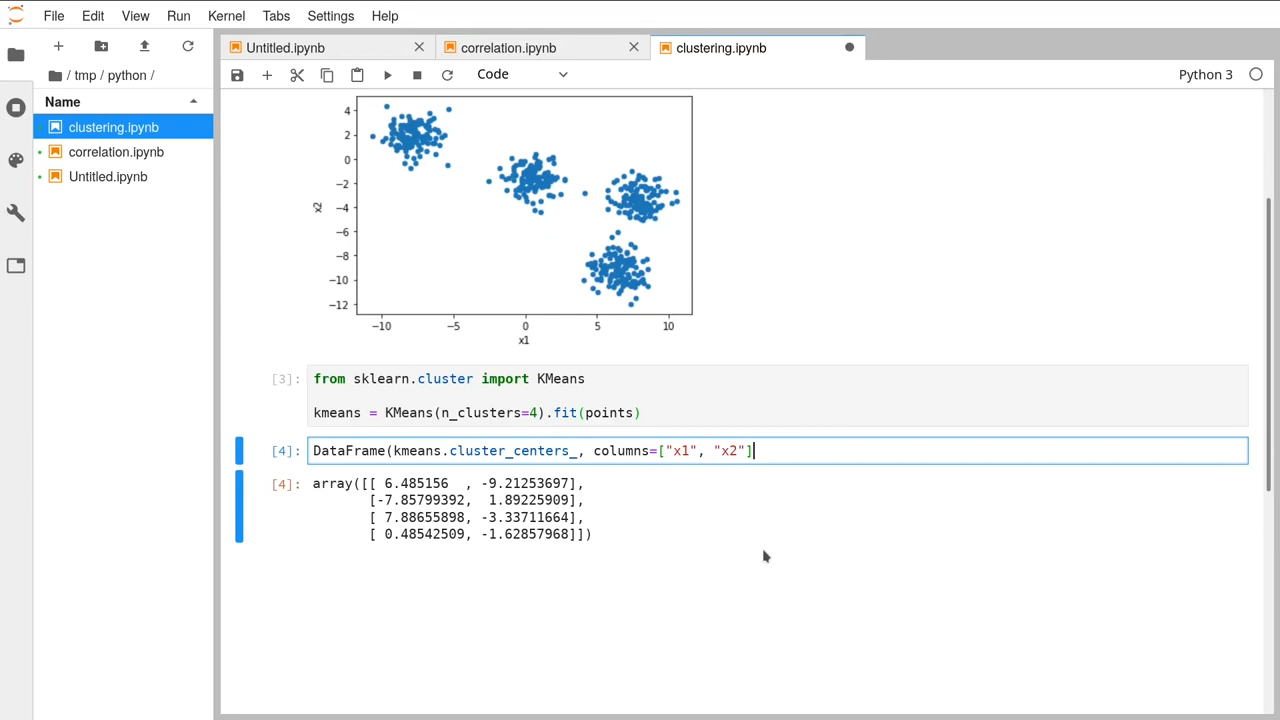 File Edit View Run Kernel Tabs Settings Help
Untitled.ipynb correlation.ipynb clustering.ipynb
Code Python 3
/ tmp / python /
Name
clustering.ipynb
correlation.ipynb
Untitled.ipynb
4
2
0
−2
−4
−6
−8
−10
−12
x2
−10 −5 0 5 10
x1
[3]: from sklearn.cluster import KMeans
kmeans = KMeans(n_clusters=4).fit(points)
[4]: DataFrame(kmeans.cluster_centers_, columns=["x1", "x2"]
[4]: array([[ 6.485156  , -9.21253697],
[-7.85799392,  1.89225909],
[ 7.88655898, -3.33711664],
[ 0.48542509, -1.62857968]])